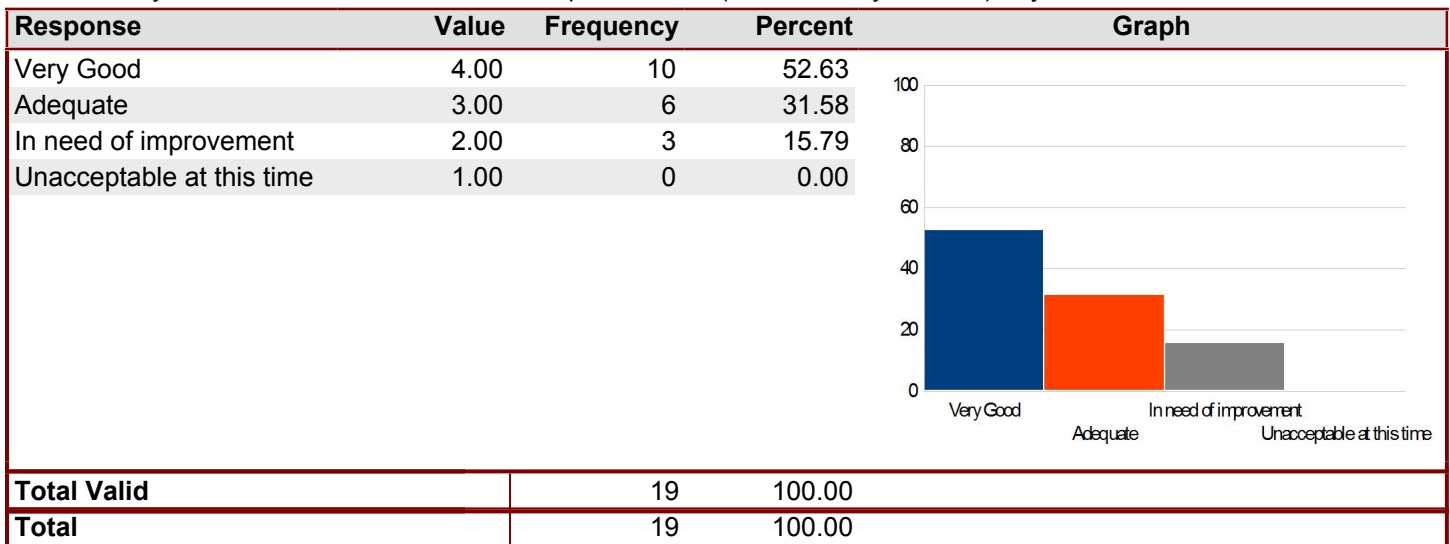 Response Value Frequency Percent Graph
Very Good 4.00 10 52.63
Adequate 3.00 6 31.58
In need of improvement 2.00 3 15.79
Unacceptable at this time 1.00 0 0.00
100
80
60
40
20
0
Very Good In need of improvement
Adequate Unacceptable at this time
Total Valid 19 100.00
Total 19 100.00